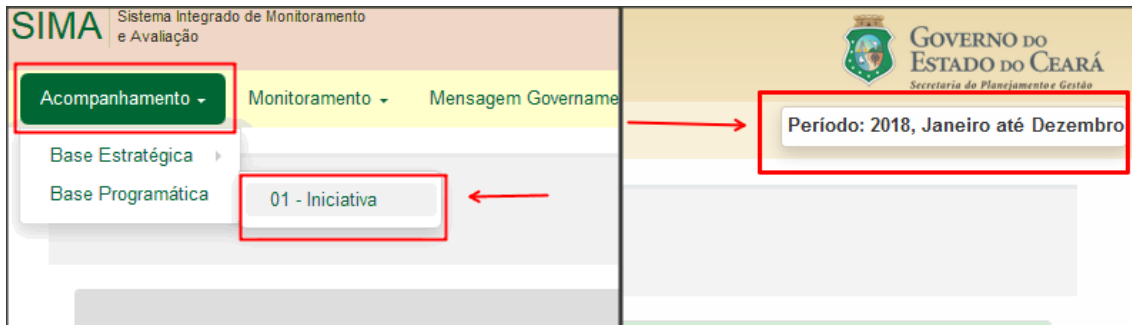 SIMA
Sistema Integrado de Monitoramento
e Avaliação
Acompanhamento
Monitoramento
Mensagem Govername
Base Estratégica
Base Programática
01 - Iniciativa
GOVERNO DO
ESTADO DO CEARÁ
Secretaria do Planejamento e Gestão
Período: 2018, Janeiro até Dezembro